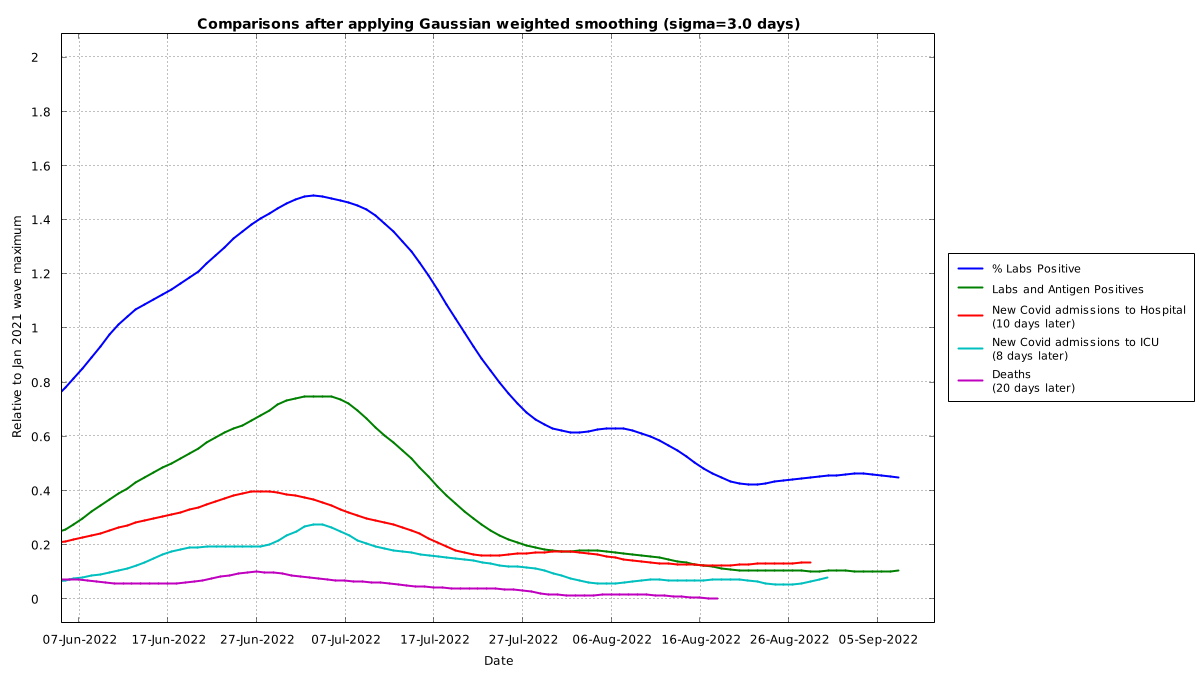 Comparisons after applying Gaussian weighted smoothing (sigma=3.0 days)
2
1.8
1.6
1.4
1.2
1
0.8
0.6
0.4
0.2
0
Relative to Jan 2021 wave maximum
07-Jun-2022 17-Jun-2022 27-Jun-2022 07-Jul-2022 17-Jul-2022 27-Jul-2022 06-Aug-2022 16-Aug-2022 26-Aug-2022 05-Sep-2022
Date
% Labs Positive
Labs and Antigen Positives
New Covid admissions to Hospital
(10 days later)
New Covid admissions to ICU
(8 days later)
Deaths
(20 days later)